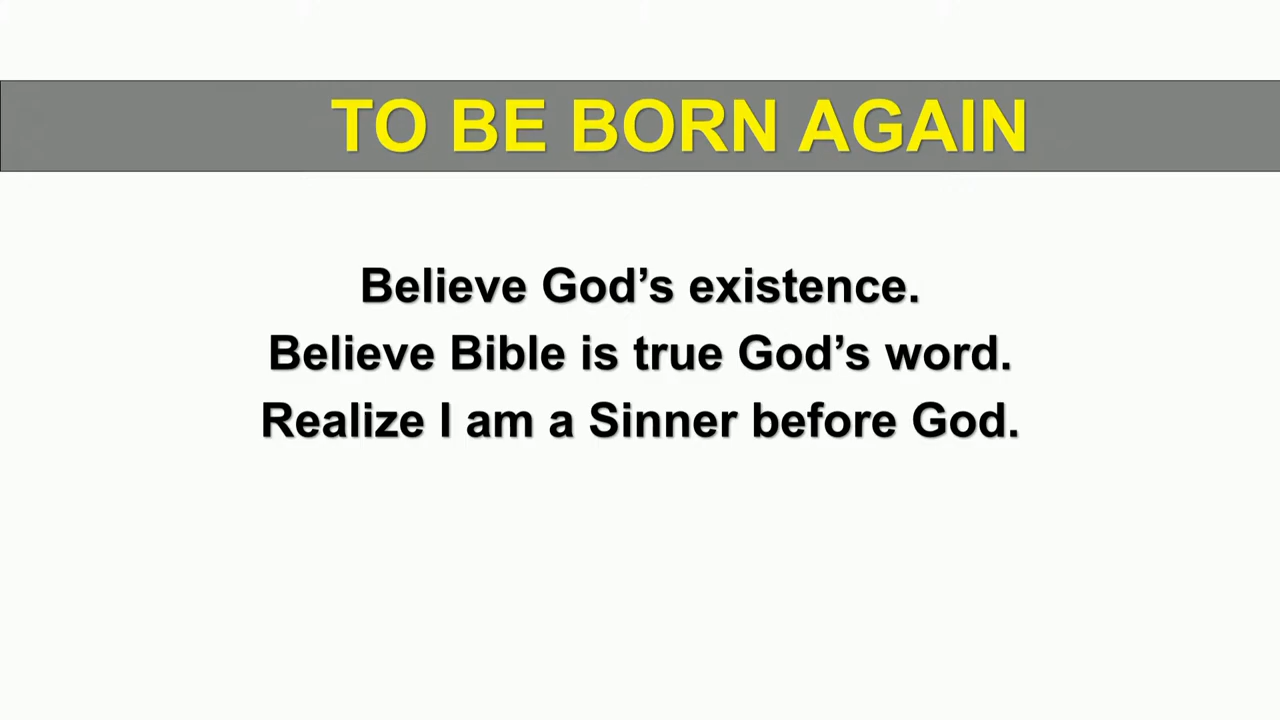 TO BE BORN AGAIN
Believe God’s existence.
Believe Bible is true God’s word.
Realize I am a Sinner before God.